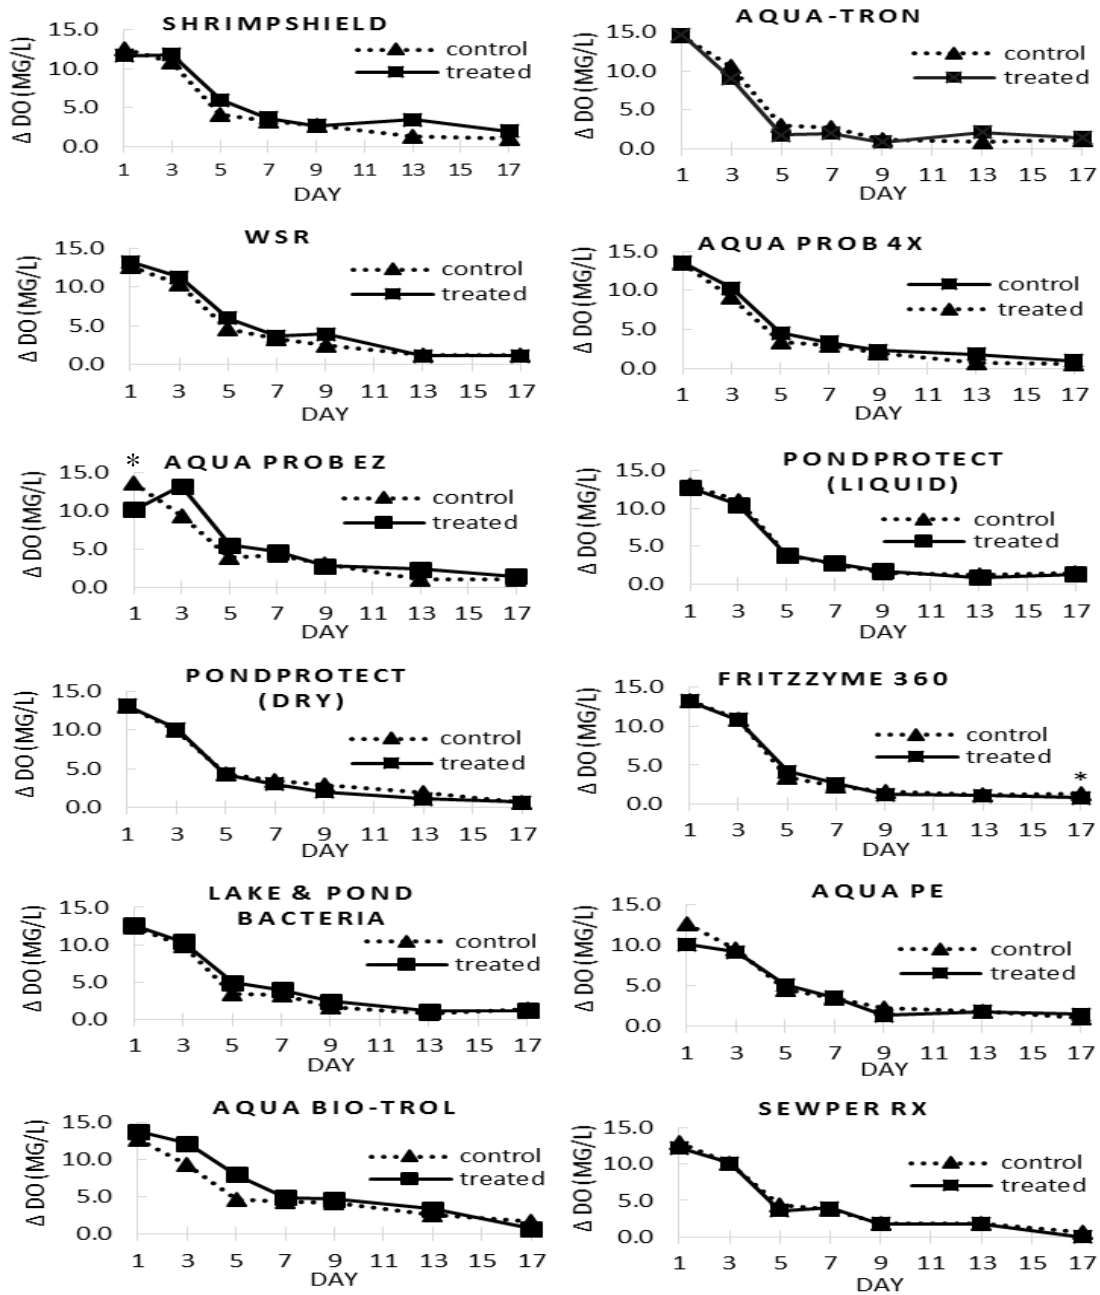 SHRIMPSHIELD
Δ DO (MG/L)
15.0
10.0
5.0
0.0
control
treated
1 3 5 7 9 11 13 15 17
DAY
AQUA-TRON
Δ DO (MG/L)
15.0
10.0
5.0
0.0
control
treated
1 3 5 7 9 11 13 15 17
DAY
WSR
Δ DO (MG/L)
15.0
10.0
5.0
0.0
control
treated
1 3 5 7 9 11 13 15 17
DAY
AQUA PROB 4X
Δ DO (MG/L)
15.0
10.0
5.0
0.0
control
treated
1 3 5 7 9 11 13 15 17
DAY
AQUA PROB EZ
*
Δ DO (MG/L)
15.0
10.0
5.0
0.0
control
treated
1 3 5 7 9 11 13 15 17
DAY
PONDPROTECT
(LIQUID)
Δ DO (MG/L)
15.0
10.0
5.0
0.0
control
treated
1 3 5 7 9 11 13 15 17
DAY
PONDPROTECT
(DRY)
Δ DO (MG/L)
15.0
10.0
5.0
0.0
control
treated
1 3 5 7 9 11 13 15 17
DAY
FRITZZYME 360
Δ DO (MG/L)
15.0
10.0
5.0
0.0
control
treated
*
1 3 5 7 9 11 13 15 17
DAY
LAKE & POND
BACTERIA
Δ DO (MG/L)
15.0
10.0
5.0
0.0
control
treated
1 3 5 7 9 11 13 15 17
DAY
AQUA PE
Δ DO (MG/L)
15.0
10.0
5.0
0.0
control
treated
1 3 5 7 9 11 13 15 17
DAY
AQUA BIO-TROL
Δ DO (MG/L)
15.0
10.0
5.0
0.0
control
treated
1 3 5 7 9 11 13 15 17
DAY
SEWPER RX
Δ DO (MG/L)
15.0
10.0
5.0
0.0
control
treated
1 3 5 7 9 11 13 15 17
DAY